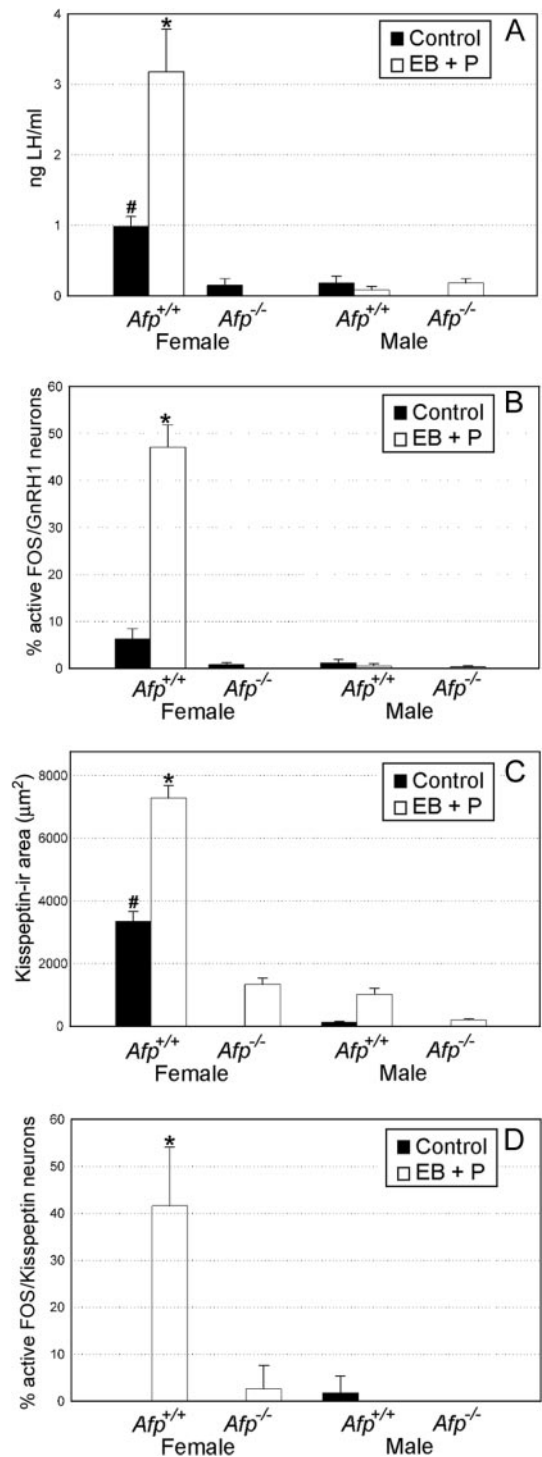 A
Control
EB + P
ng LH/ml
4
3
2
1
0
*
#
Afp+/+ Afp-/- Afp+/+ Afp-/-
Female Male
B
Control
EB + P
% active FOS/GnRH1 neurons
60
50
40
30
20
10
0
*
Afp+/+ Afp-/- Afp+/+ Afp-/-
Female Male
C
Control
EB + P
Kisspeptin-ir area (μm²)
8000
6000
4000
2000
0
*
#
Afp+/+ Afp-/- Afp+/+ Afp-/-
Female Male
D
Control
EB + P
% active FOS/Kisspeptin neurons
60
50
40
30
20
10
0
*
Afp+/+ Afp-/- Afp+/+ Afp-/-
Female Male